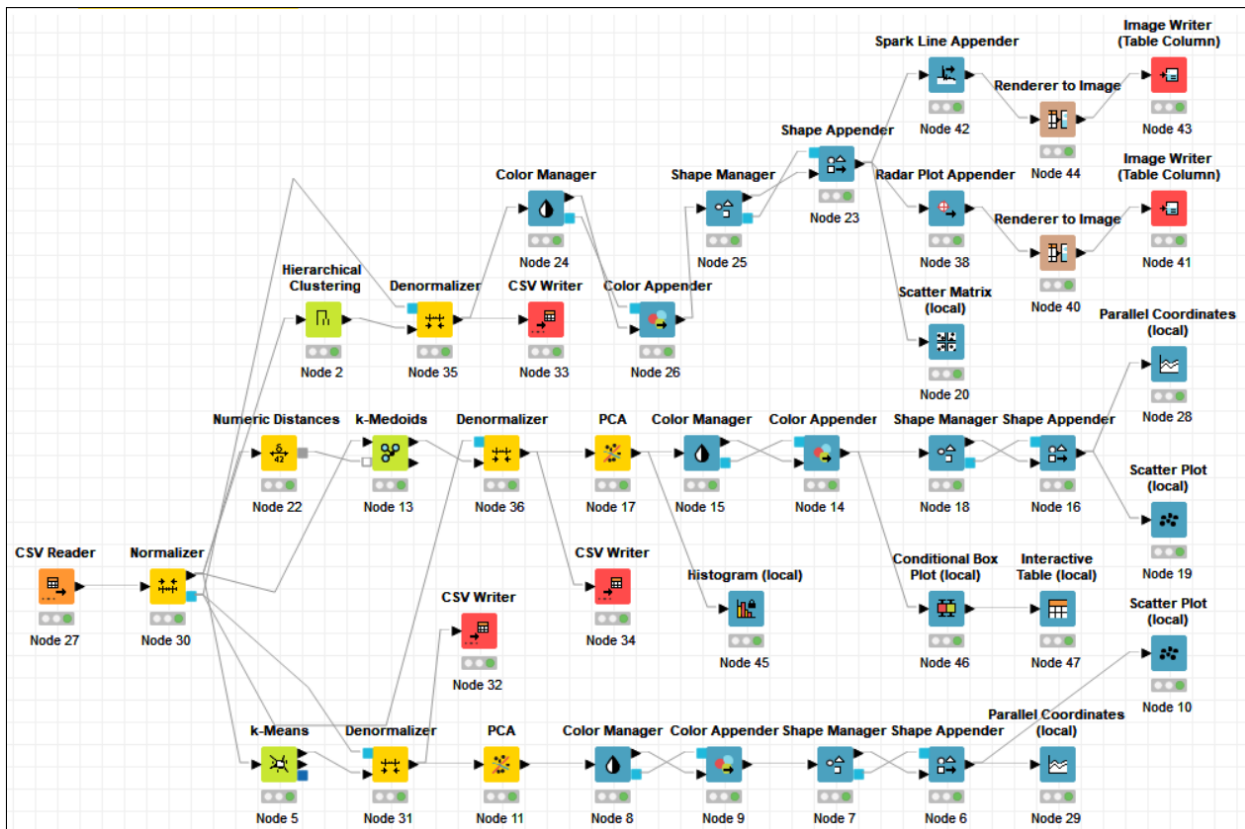 Image Writer
(Table Column)
Spark Line Appender
Renderer to Image
Node 42
Node 43
Shape Appender
Node 44
Image Writer
(Table Column)
Color Manager
Shape Manager
Radar Plot Appender
Node 23
Renderer to Image
Node 24
Node 25
Node 38
Node 41
Hierarchical
Clustering
Denormalizer
CSV Writer
Color Appender
Node 40
Scatter Matrix
(local)
Parallel Coordinates
(local)
Node 2
Node 35
Node 33
Node 26
Node 20
Node 28
Numeric Distances
S
42
k-Medoids
Denormalizer
PCA
Color Manager
Color Appender
Shape Manager
Shape Appender
Scatter Plot
(local)
Node 22
Node 13
Node 36
Node 17
Node 15
Node 14
Node 18
Node 16
CSV Reader
Normalizer
CSV Writer
Histogram (local)
Conditional Box
Plot (local)
Interactive
Table (local)
Node 19
CSV Writer
Scatter Plot
(local)
Node 27
Node 30
Node 34
Node 45
Node 46
Node 47
Node 32
Node 10
k-Means
Denormalizer
PCA
Color Manager
Color Appender
Shape Manager
Shape Appender
Parallel Coordinates
(local)
Node 5
Node 31
Node 11
Node 8
Node 9
Node 7
Node 6
Node 29